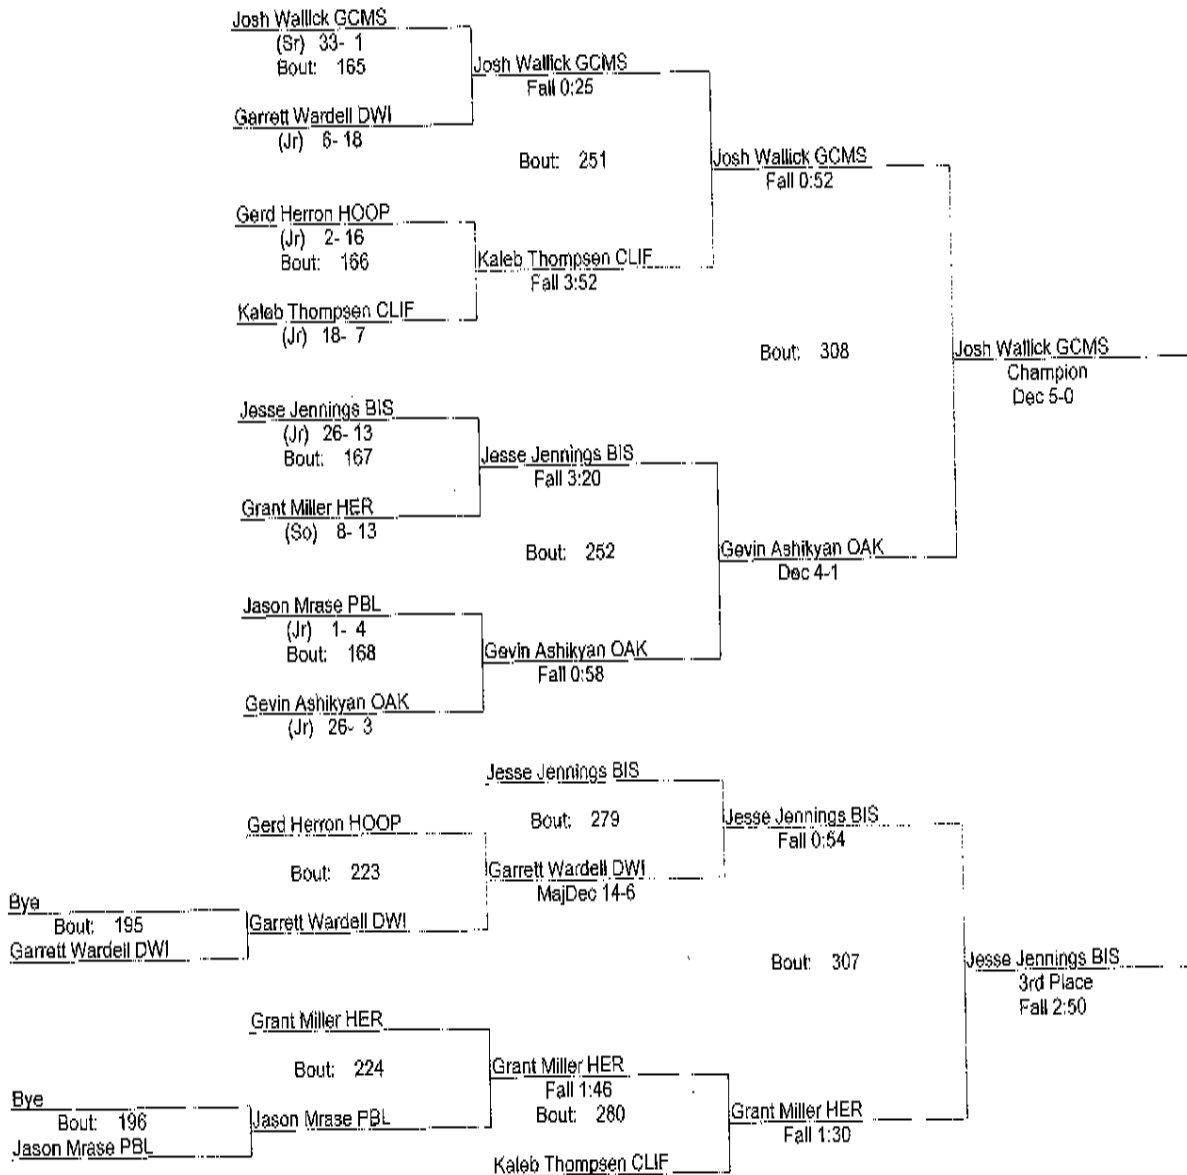 Josh Wallick GCMS
(Sr) 33- 1
Bout: 165
Josh Wallick GCMS
Fall 0:25
Garrett Wardell DWI
(Jr) 6- 18
Bout: 251
Josh Wallick GCMS
Fall 0:52
Gerd Herron HOOP
(Jr) 2- 16
Bout: 166
Kaleb Thompsen CLIF
Fall 3:52
Kaleb Thompsen CLIF
(Jr) 18- 7
Bout: 308
Josh Wallick GCMS
Champion
Dec 5-0
Jesse Jennings BIS
(Jr) 26- 13
Bout: 167
Jesse Jennings BIS
Fall 3:20
Grant Miller HER
(So) 8- 13
Bout: 252
Gevin Ashikyan OAK
Dec 4-1
Jason Mrase PBL
(Jr) 1- 4
Bout: 168
Gevin Ashikyan OAK
Fall 0:58
Gevin Ashikyan OAK
(Jr) 26- 3
Jesse Jennings BIS
Bout: 279
Jesse Jennings BIS
Fall 0:54
Gerd Herron HOOP
Bout: 223
Garrett Wardell DWI
MajDec 14-6
Bye
Bout: 195
Garrett Wardell DWI
Garrett Wardell DWI
Bout: 307
Jesse Jennings BIS
3rd Place
Fall 2:50
Grant Miller HER
Bout: 224
Grant Miller HER
Fall 1:46
Bout: 280
Bye
Bout: 196
Jason Mrase PBL
Jason Mrase PBL
Grant Miller HER
Fall 1:30
Kaleb Thompsen CLIF